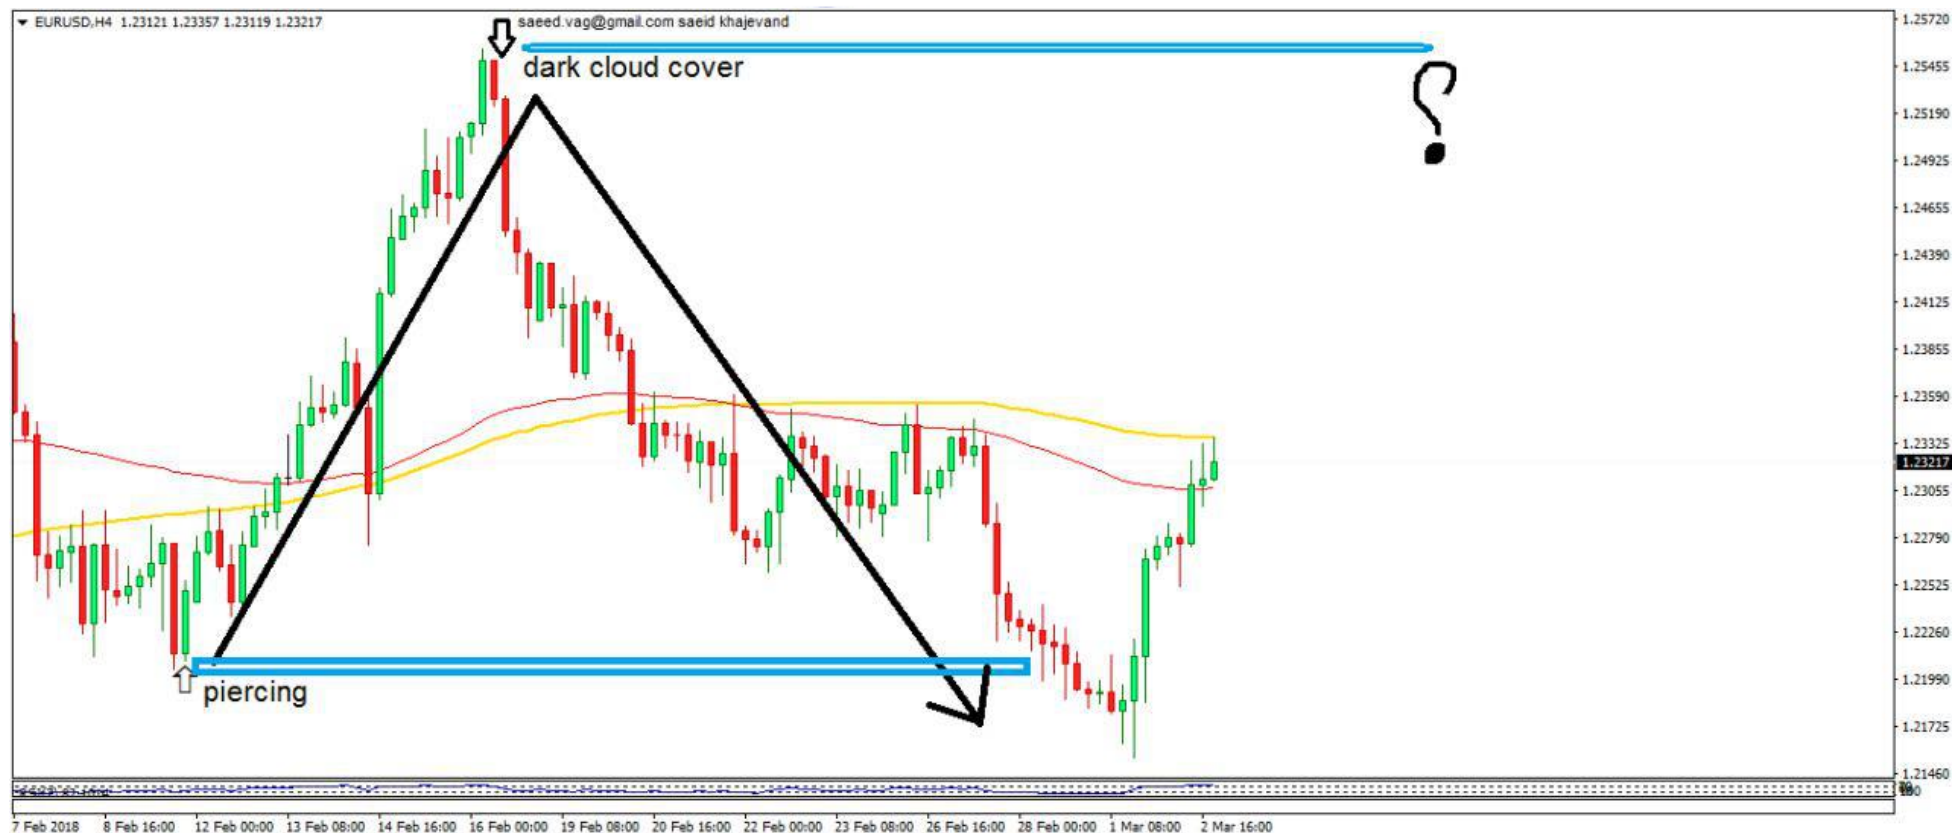 EURUSD,H4 1.23121 1.23357 1.23119 1.23217
saeed.vag@gmail.com saeid khajevand
dark cloud cover
?
piercing
1.25720
1.25455
1.25190
1.24925
1.24655
1.24390
1.24125
1.23855
1.23590
1.23325
1.23217
1.23055
1.22790
1.22525
1.22260
1.21990
1.21725
1.21460
7 Feb 2018
8 Feb 16:00
12 Feb 00:00
13 Feb 08:00
14 Feb 16:00
16 Feb 00:00
19 Feb 08:00
20 Feb 16:00
22 Feb 00:00
23 Feb 08:00
26 Feb 16:00
28 Feb 00:00
1 Mar 08:00
2 Mar 16:00